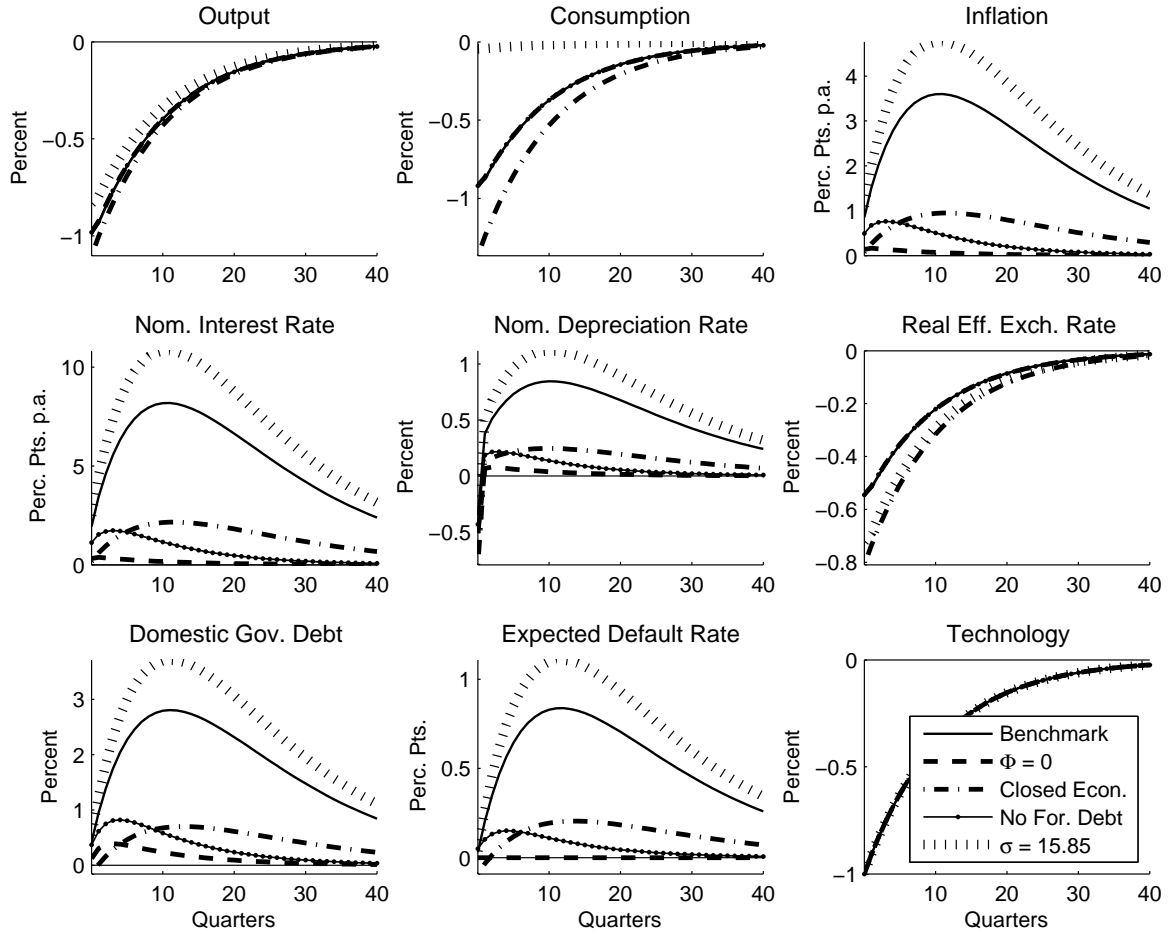 Output
Consumption
Inflation
Percent
0
−0.5
−1
10
20
30
40
Percent
0
−0.5
−1
10
20
30
40
Perc. Pts. p.a.
4
3
2
1
0
10
20
30
40
Nom. Interest Rate
Nom. Depreciation Rate
Real Eff. Exch. Rate
Perc. Pts. p.a.
10
5
0
10
20
30
40
Percent
1
0.5
0
−0.5
10
20
30
40
Percent
0
−0.2
−0.4
−0.6
−0.8
10
20
30
40
Domestic Gov. Debt
Expected Default Rate
Technology
Percent
3
2
1
0
10
20
30
40
Quarters
Perc. Pts.
1
0.5
0
10
20
30
40
Quarters
Percent
0
−0.5
−1
10
20
30
40
Quarters
Benchmark
Φ = 0
Closed Econ.
No For. Debt
σ = 15.85